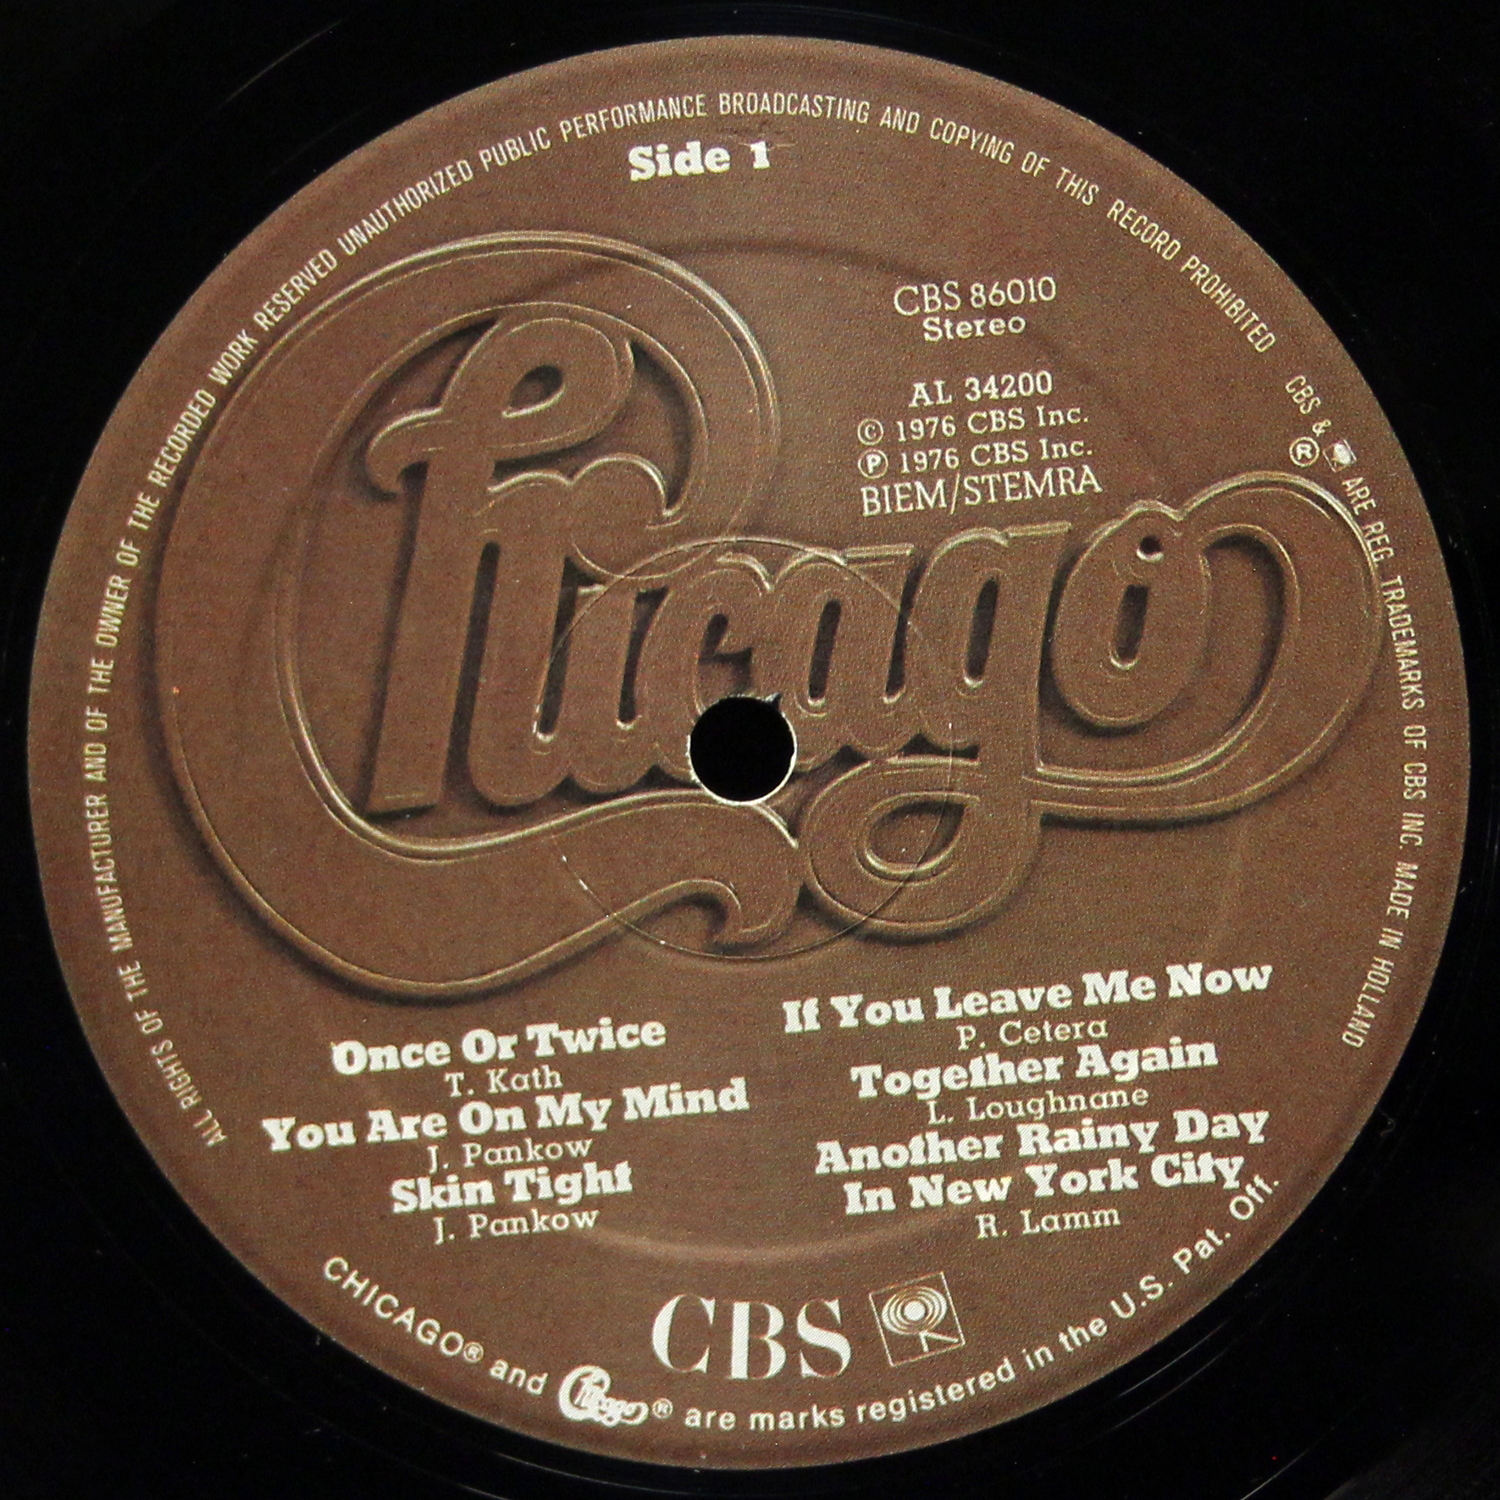 ALL RIGHTS OF THE MANUFACTURER AND OF THE OWNER OF THE RECORDED WORK RESERVED UNAUTHORIZED PUBLIC PERFORMANCE BROADCASTING AND COPYING OF THIS RECORD PROHIBITED
CBS & ® ARE REG. TRADEMARKS OF CBS INC. MADE IN HOLLAND
Side 1
CBS 86010
Stereo
AL 34200
© 1976 CBS Inc.
℗ 1976 CBS Inc.
BIEM/STEMRA
Chicago
Once Or Twice
T. Kath
You Are On My Mind
J. Pankow
Skin Tight
J. Pankow
If You Leave Me Now
P. Cetera
Together Again
L. Loughnane
Another Rainy Day
In New York City
R. Lamm
CBS
CHICAGO® and Chicago® are marks registered in the U.S. Pat. Off.